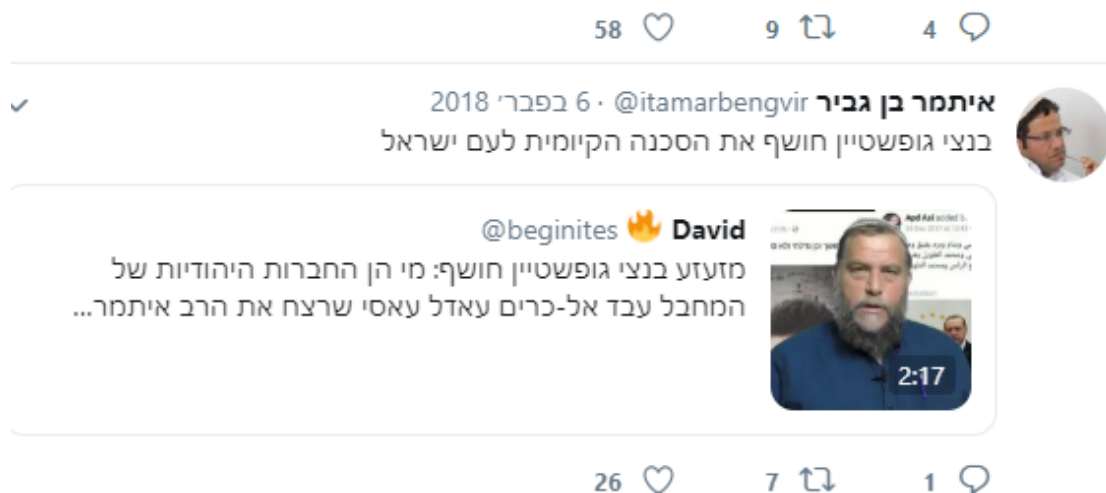 4 9 58
איתמר בן גביר @itamarbengvir · 6 בפבר׳ 2018
בנצי גופשטיין חושף את הסכנה הקיומית לעם ישראל
David 🔥 @beginites
מזעזע בנצי גופשטיין חושף: מי הן החברות היהודיות של
המחבל עבד אל-כרים עאדל עאסי שרצח את הרב איתמר...
2:17
1 7 26